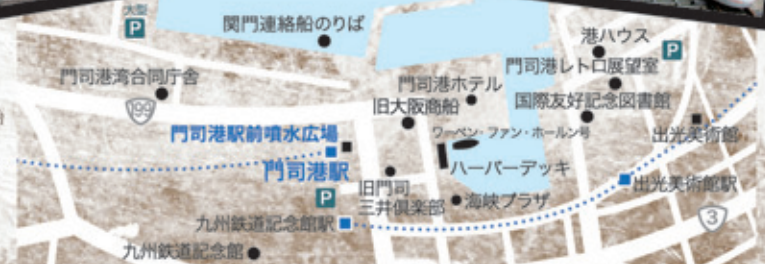 大型
P
関門連絡船のりば
港ハウス
P
門司港レトロ展望室
門司港湾合同庁舎
門司港ホテル
199
旧大阪商船
国際友好記念図書館
門司港駅前噴水広場
ワーベン・ファン・ホールン号
出光美術館
門司港駅
ハーバーデッキ
出光美術館駅
P
旧門司
三井倶楽部
海峡プラザ
3
九州鉄道記念館駅
九州鉄道記念館